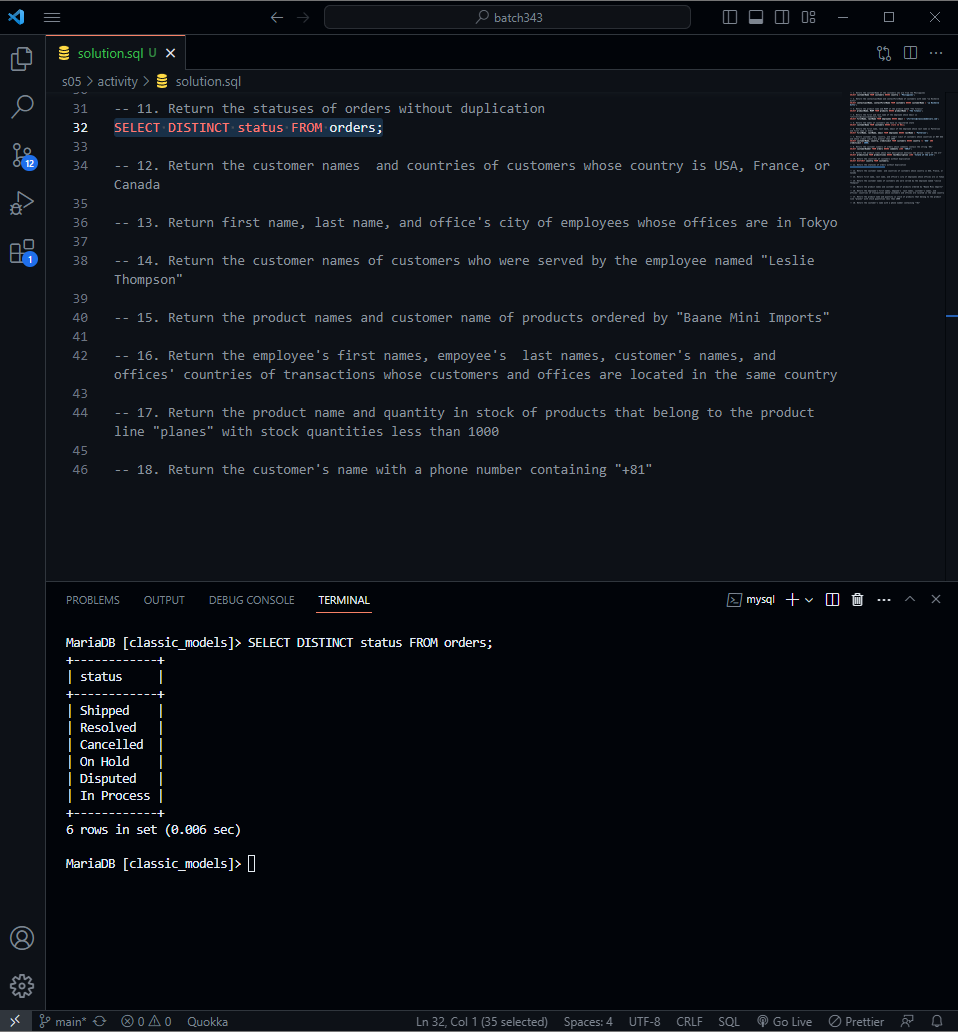 batch343
solution.sql U
s05 > activity > solution.sql
31 -- 11. Return the statuses of orders without duplication
32 SELECT DISTINCT status FROM orders;
33
34 -- 12. Return the customer names  and countries of customers whose country is USA, France, or
Canada
35
36 -- 13. Return first name, last name, and office's city of employees whose offices are in Tokyo
37
38 -- 14. Return the customer names of customers who were served by the employee named "Leslie
Thompson"
39
40 -- 15. Return the product names and customer name of products ordered by "Baane Mini Imports"
41
42 -- 16. Return the employee's first names, empoyee's  last names, customer's names, and
offices' countries of transactions whose customers and offices are located in the same country
43
44 -- 17. Return the product name and quantity in stock of products that belong to the product
line "planes" with stock quantities less than 1000
45
46 -- 18. Return the customer's name with a phone number containing "+81"
12
1
PROBLEMS OUTPUT DEBUG CONSOLE TERMINAL mysql
MariaDB [classic_models]> SELECT DISTINCT status FROM orders;
+------------+
| status     |
+------------+
| Shipped    |
| Resolved   |
| Cancelled  |
| On Hold    |
| Disputed   |
| In Process |
+------------+
6 rows in set (0.006 sec)
MariaDB [classic_models]>
main* 0 0 Quokka Ln 32, Col 1 (35 selected) Spaces: 4 UTF-8 CRLF SQL Go Live Prettier